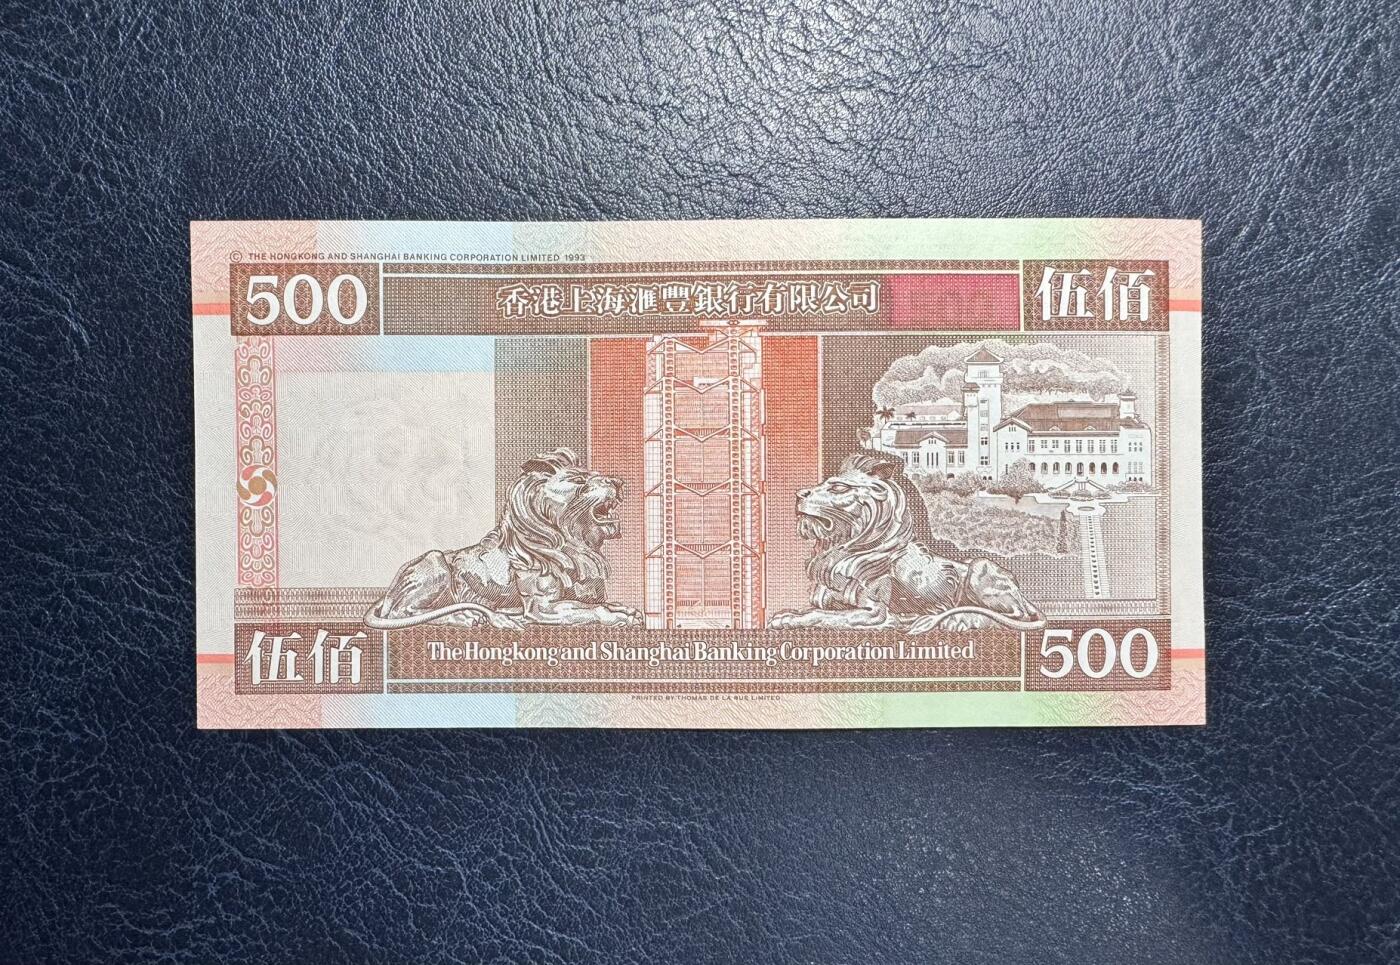 © THE HONGKONG AND SHANGHAI BANKING CORPORATION LIMITED 1993
500
香港上海滙豐銀行有限公司
伍佰
伍佰
The Hongkong and Shanghai Banking Corporation Limited
500
PRINTED BY THOMAS DE LA RUE LIMITED